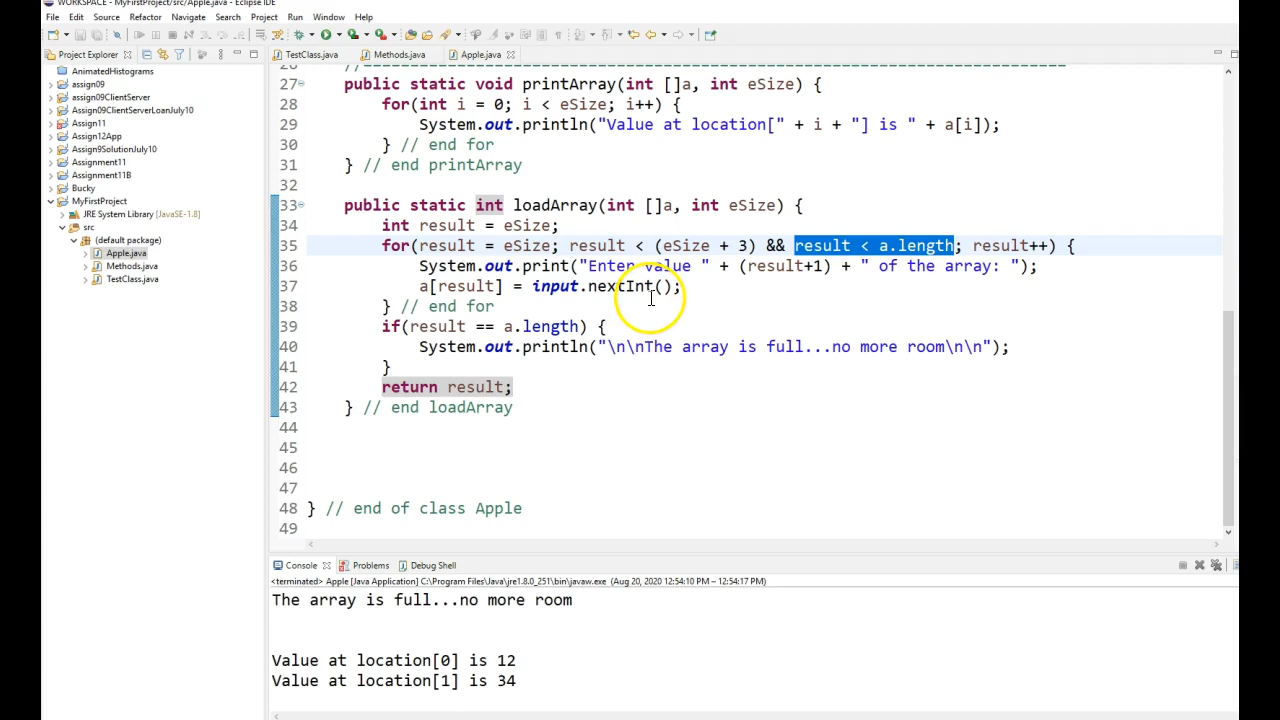 WORKSPACE - MyFirstProject/src/Apple.java - Eclipse IDE
File Edit Source Refactor Navigate Search Project Run Window Help
Project Explorer
TestClass.java Methods.java Apple.java
AnimatedHistograms
assign09
assign09ClientServer
Assign09ClientServerLoanJuly10
Assign11
Assign12App
Assign9SolutionJuly10
Assignment11
Assignment11B
Bucky
MyFirstProject
JRE System Library [JavaSE-1.8]
src
(default package)
Apple.java
Methods.java
TestClass.java
26 //===========================================================================
27 public static void printArray(int []a, int eSize) {
28 for(int i = 0; i < eSize; i++) {
29 System.out.println("Value at location[" + i + "] is " + a[i]);
30 } // end for
31 } // end printArray
32
33 public static int loadArray(int []a, int eSize) {
34 int result = eSize;
35 for(result = eSize; result < (eSize + 3) && result < a.length; result++) {
36 System.out.print("Enter value " + (result+1) + " of the array: ");
37 a[result] = input.nextInt();
38 } // end for
39 if(result == a.length) {
40 System.out.println("\n\nThe array is full...no more room\n\n");
41 }
42 return result;
43 } // end loadArray
44
45
46
47
48 } // end of class Apple
49
Console Problems Debug Shell
<terminated> Apple [Java Application] C:\Program Files\Java\jre1.8.0_251\bin\javaw.exe (Aug 20, 2020 12:54:10 PM – 12:54:17 PM)
The array is full...no more room
Value at location[0] is 12
Value at location[1] is 34